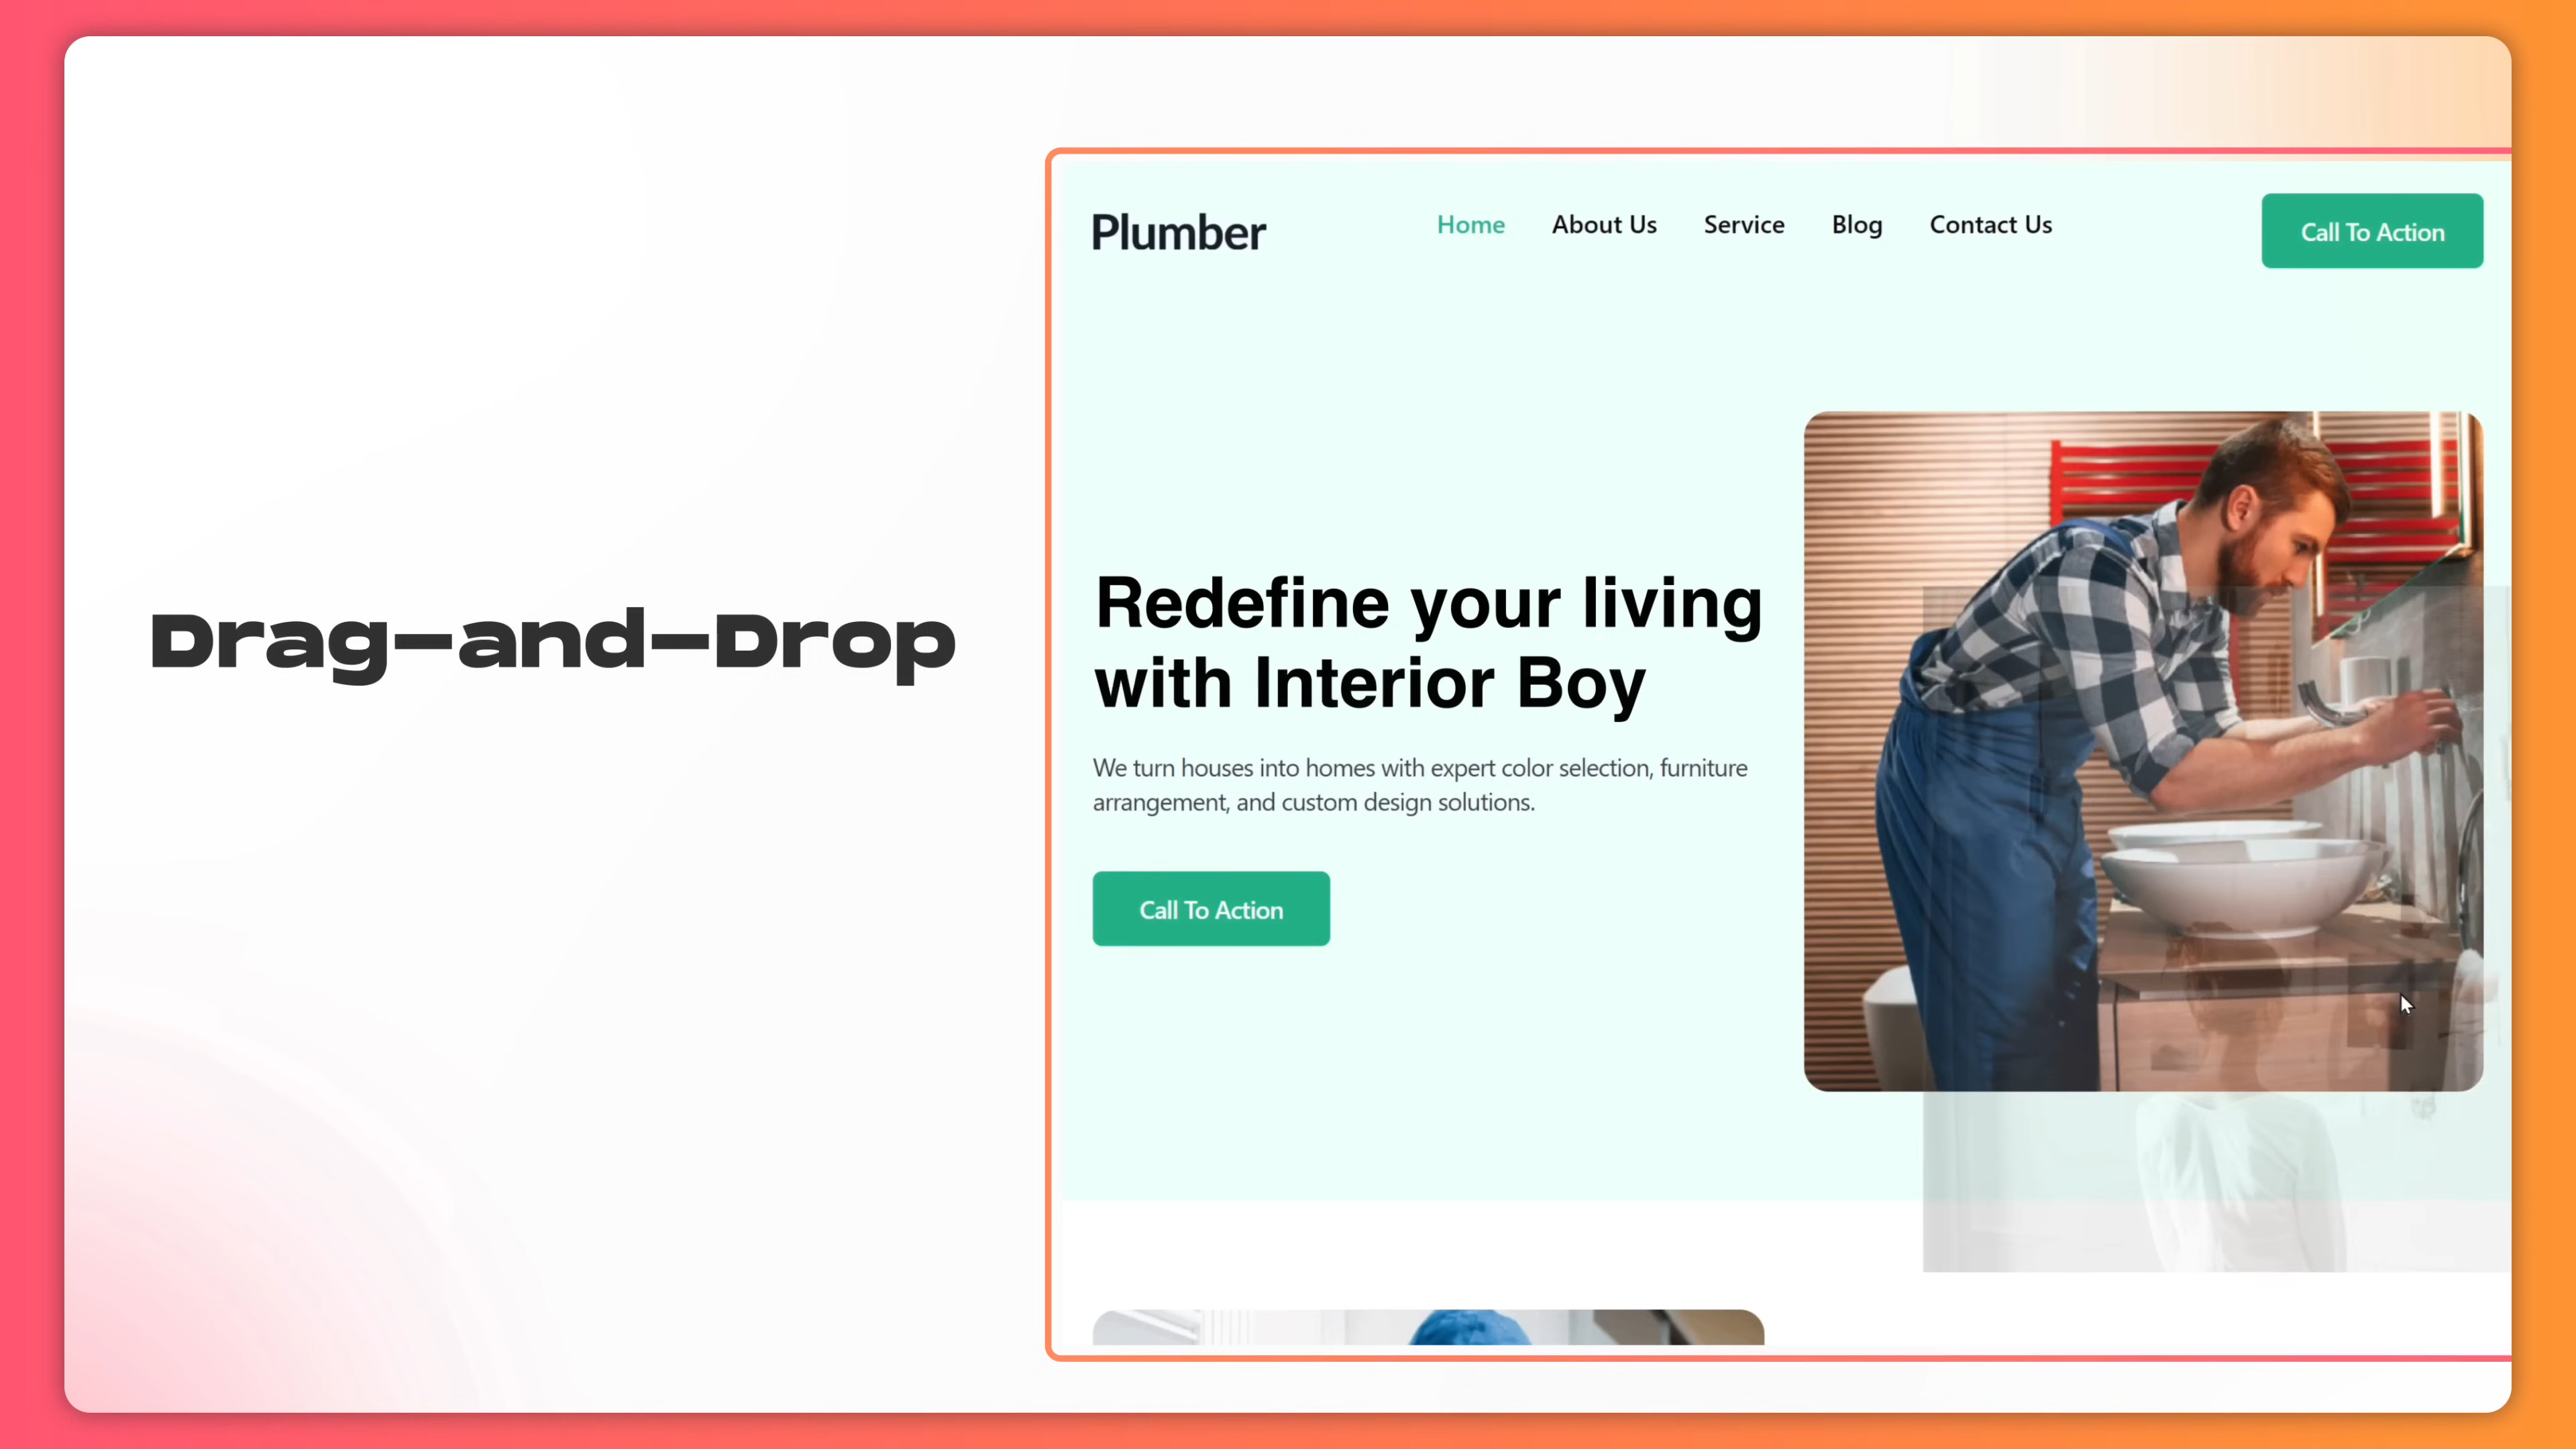 Drag-and-Drop
Plumber
Home About Us Service Blog Contact Us
Call To Action
Redefine your living
with Interior Boy
We turn houses into homes with expert color selection, furniture
arrangement, and custom design solutions.
Call To Action